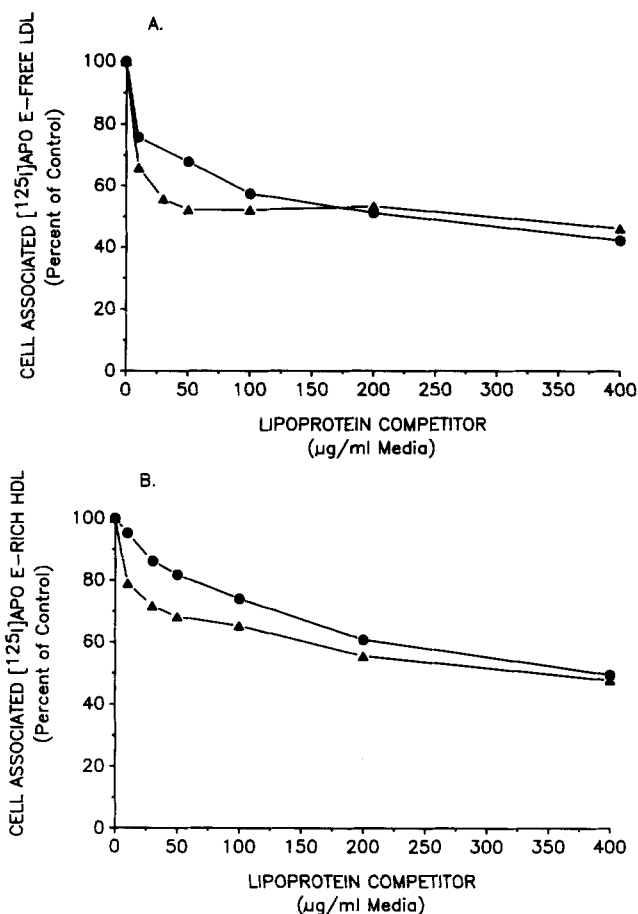 A.
CELL ASSOCIATED [125I]APO E-FREE LDL
(Percent of Control)
100
80
60
40
20
0
0 50 100 150 200 250 300 350 400
LIPOPROTEIN COMPETITOR
(µg/ml Media)
B.
CELL ASSOCIATED [125I]APO E-RICH HDL
(Percent of Control)
100
80
60
40
20
0
0 50 100 150 200 250 300 350 400
LIPOPROTEIN COMPETITOR
(µg/ml Media)